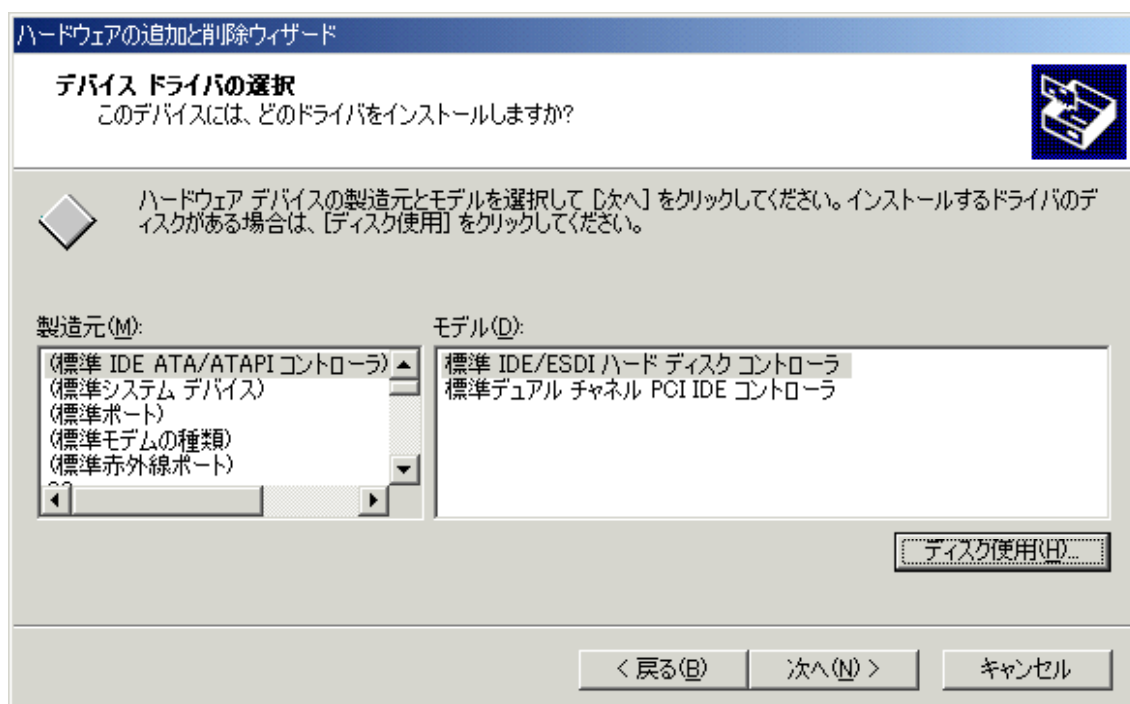 ハードウェアの追加と削除ウィザード
デバイス ドライバの選択
このデバイスには、どのドライバをインストールしますか?
ハードウェア デバイスの製造元とモデルを選択して [次へ] をクリックしてください。インストールするドライバのデ
ィスクがある場合は、[ディスク使用] をクリックしてください。
製造元(M):
(標準 IDE ATA/ATAPI コントローラ)
(標準システム デバイス)
(標準ポート)
(標準モデムの種類)
(標準赤外線ポート)
モデル(D):
標準 IDE/ESDI ハード ディスク コントローラ
標準デュアル チャネル PCI IDE コントローラ
ディスク使用(H)...
< 戻る(B)
次へ(N) >
キャンセル